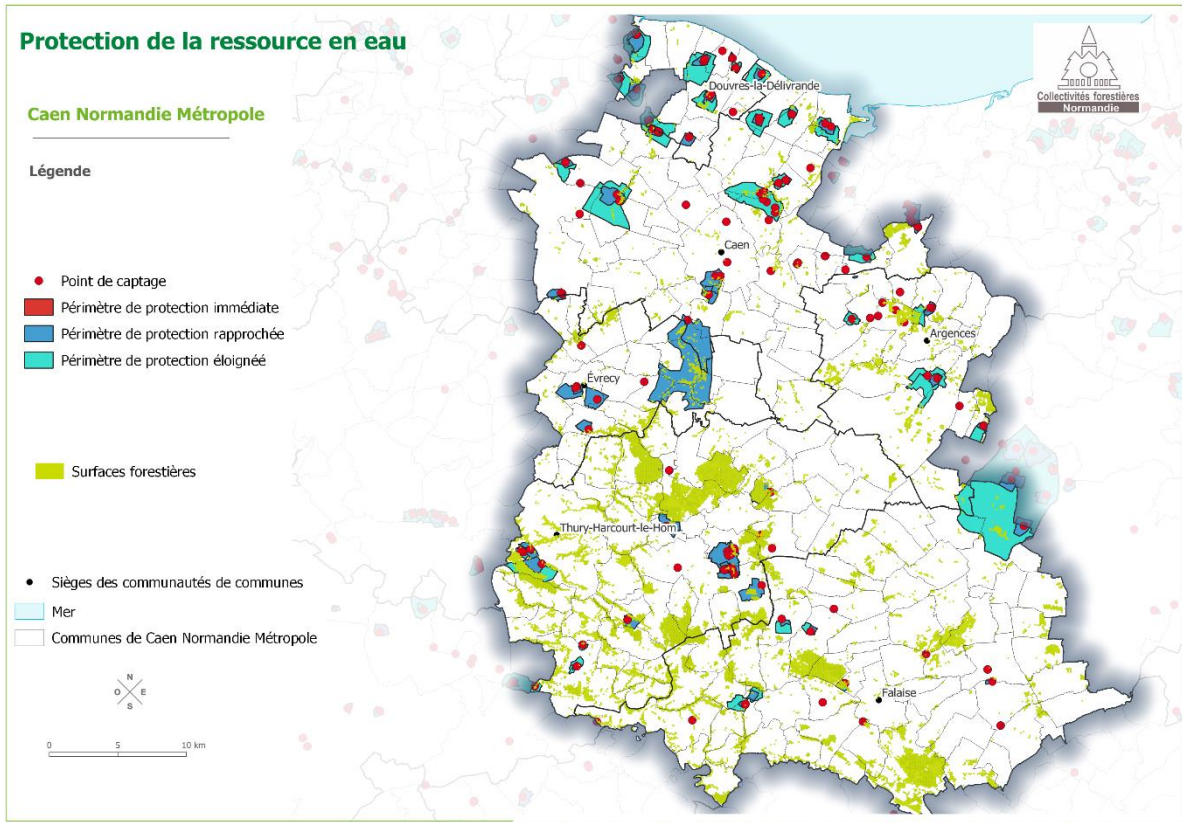 Protection de la ressource en eau
Caen Normandie Métropole
Légende
Point de captage
Périmètre de protection immédiate
Périmètre de protection rapprochée
Périmètre de protection éloignéé
Surfaces forestières
Sièges des communautés de communes
Mer
Communes de Caen Normandie Métropole
N
O E
S
0 5 10 km
Collectivités forestières
Normandie
Douvres-la-Délivrande
Caen
Argences
Évrecy
Thury-Harcourt-le-Hom
Falaise